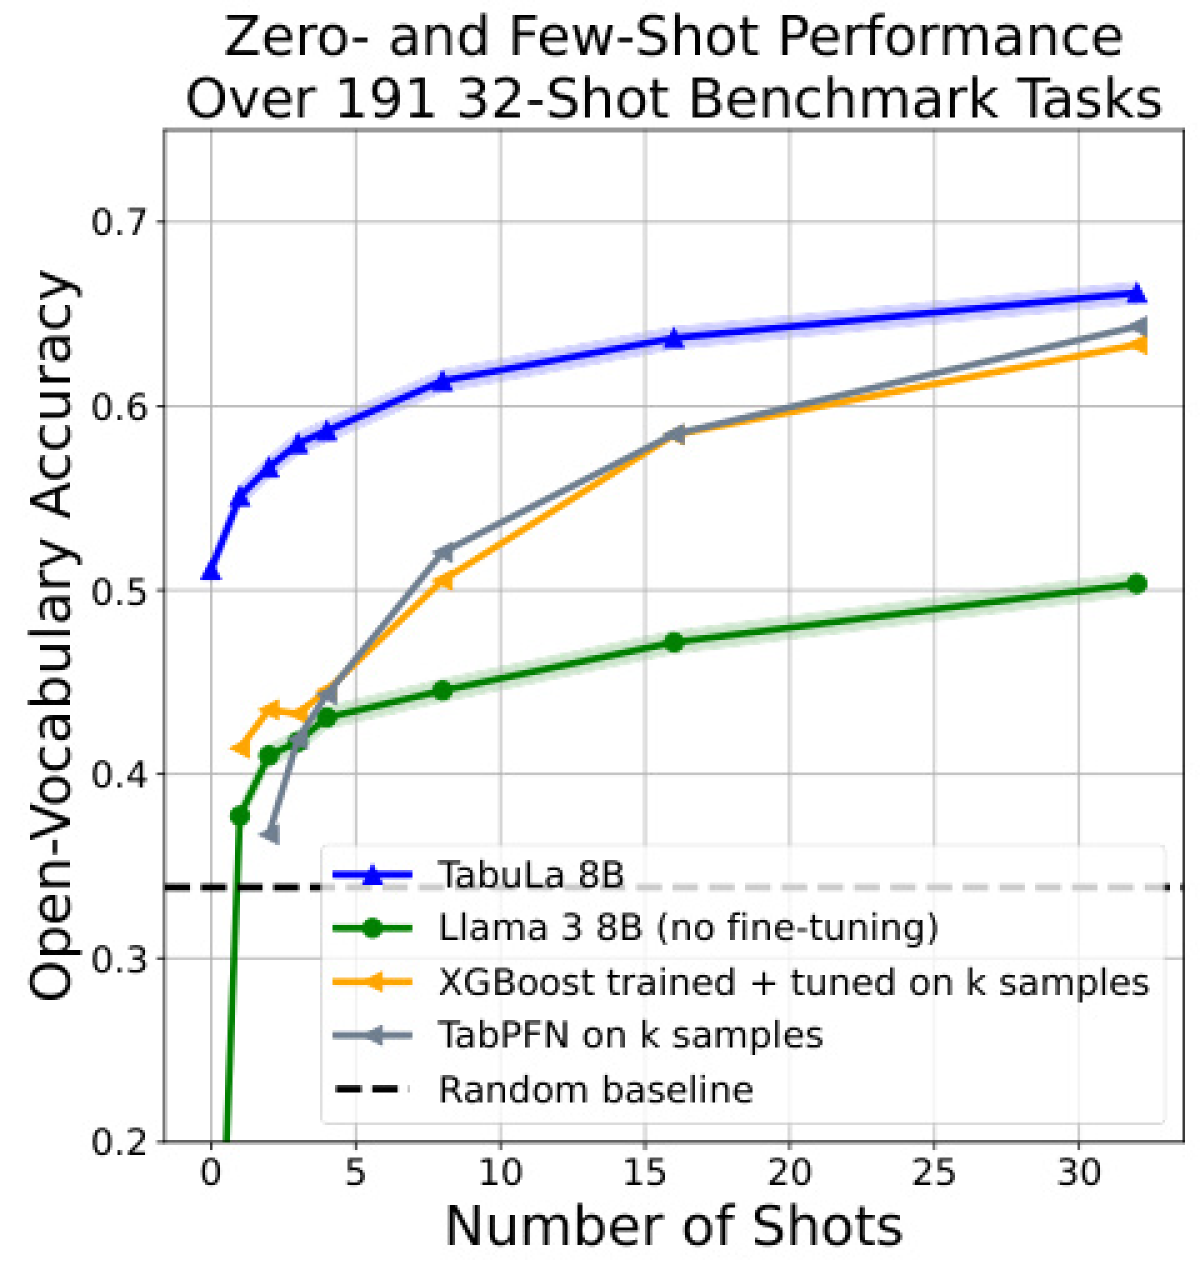 Zero- and Few-Shot Performance
Over 191 32-Shot Benchmark Tasks
Open-Vocabulary Accuracy
0.7
0.6
0.5
0.4
0.3
0.2
TabuLa 8B
Llama 3 8B (no fine-tuning)
XGBoost trained + tuned on k samples
TabPFN on k samples
Random baseline
0 5 10 15 20 25 30
Number of Shots